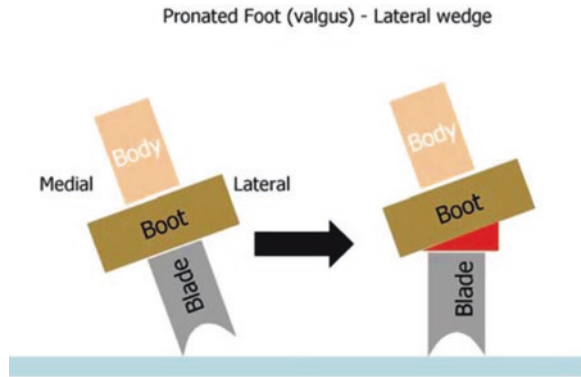 Pronated Foot (valgus) - Lateral wedge
Body
Medial
Lateral
Boot
Blade
Body
Boot
Blade